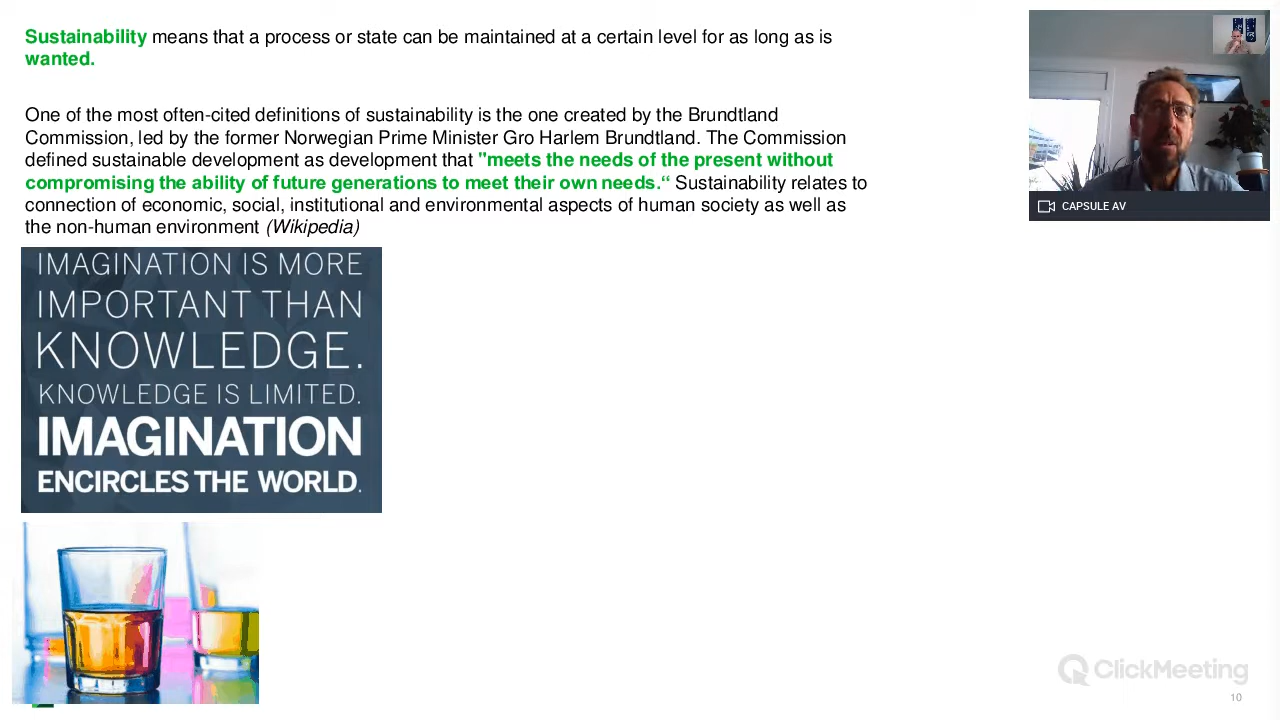 Sustainability means that a process or state can be maintained at a certain level for as long as is
wanted.
One of the most often-cited definitions of sustainability is the one created by the Brundtland
Commission, led by the former Norwegian Prime Minister Gro Harlem Brundtland. The Commission
defined sustainable development as development that "meets the needs of the present without
compromising the ability of future generations to meet their own needs.“ Sustainability relates to
connection of economic, social, institutional and environmental aspects of human society as well as
the non-human environment (Wikipedia)
IMAGINATION IS MORE
IMPORTANT THAN
KNOWLEDGE.
KNOWLEDGE IS LIMITED.
IMAGINATION
ENCIRCLES THE WORLD.
CAPSULE AV
ClickMeeting
10